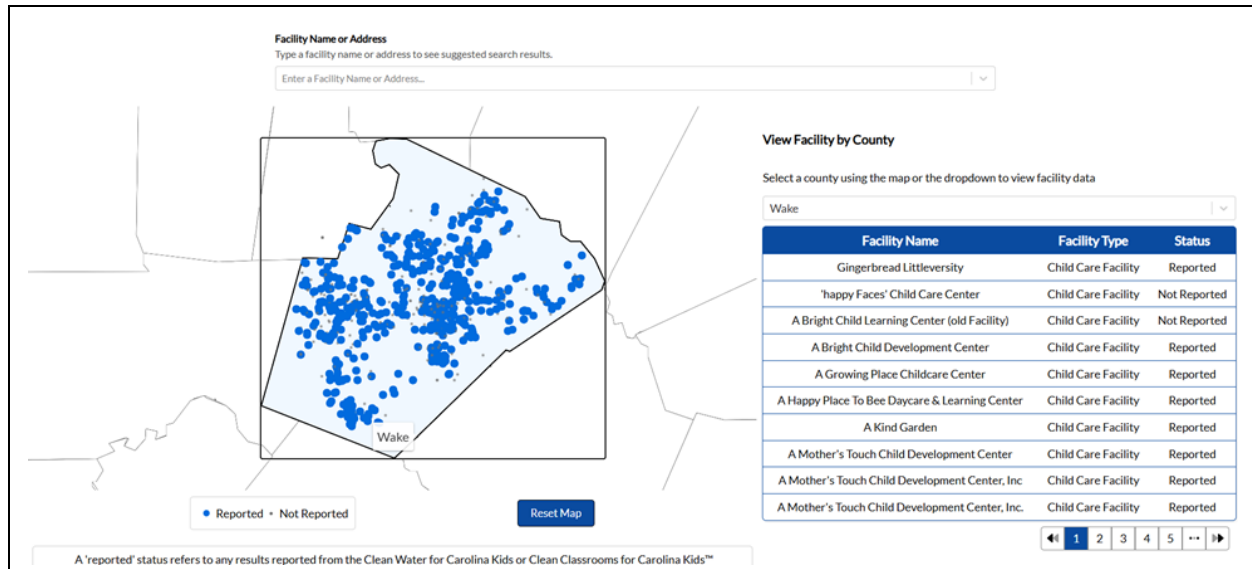 Facility Name or Address
Type a facility name or address to see suggested search results.
Enter a Facility Name or Address...
Wake
Reported Not Reported
Reset Map
A 'reported' status refers to any results reported from the Clean Water for Carolina Kids or Clean Classrooms for Carolina Kids™
View Facility by County
Select a county using the map or the dropdown to view facility data
Wake
Facility Name Facility Type Status
Gingerbread Littleversity Child Care Facility Reported
'happy Faces' Child Care Center Child Care Facility Not Reported
A Bright Child Learning Center (old Facility) Child Care Facility Not Reported
A Bright Child Development Center Child Care Facility Reported
A Growing Place Childcare Center Child Care Facility Reported
A Happy Place To Bee Daycare & Learning Center Child Care Facility Reported
A Kind Garden Child Care Facility Reported
A Mother's Touch Child Development Center Child Care Facility Reported
A Mother's Touch Child Development Center, Inc Child Care Facility Reported
A Mother's Touch Child Development Center, Inc. Child Care Facility Reported
1 2 3 4 5 ...